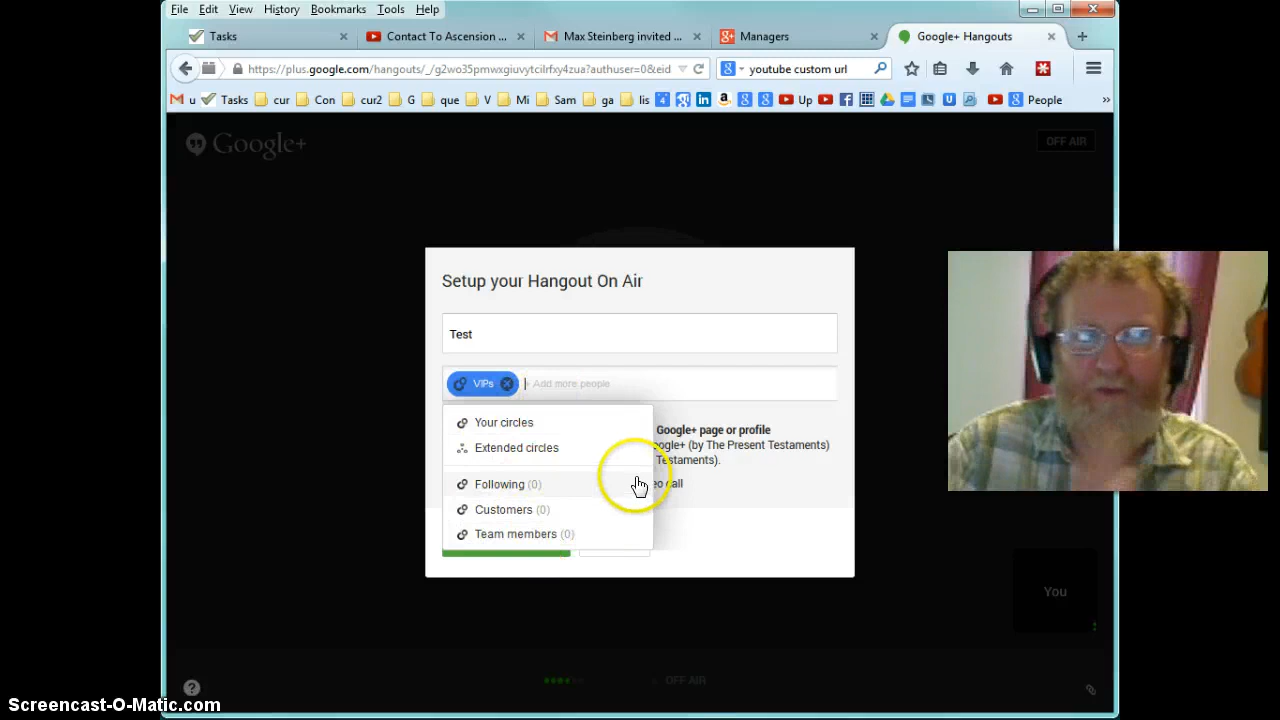 File Edit View History Bookmarks Tools Help
Tasks
Contact To Ascension ...
Max Steinberg invited ...
Managers
Google+ Hangouts
https://plus.google.com/hangouts/_/g2wo35pmwxgiuvytcilrfxy4zua?authuser=0&eid
youtube custom url
u Tasks cur Con cur2 G que V Mi Sam ga lis Up People »
Google+
OFF AIR
Setup your Hangout On Air
Test
VIPs + Add more people
Your circles
Extended circles
Google+ page or profile
oogle+ (by The Present Testaments)
Testaments).
Following (0)
eo call
Customers (0)
Team members (0)
You
OFF AIR
Screencast-O-Matic.com